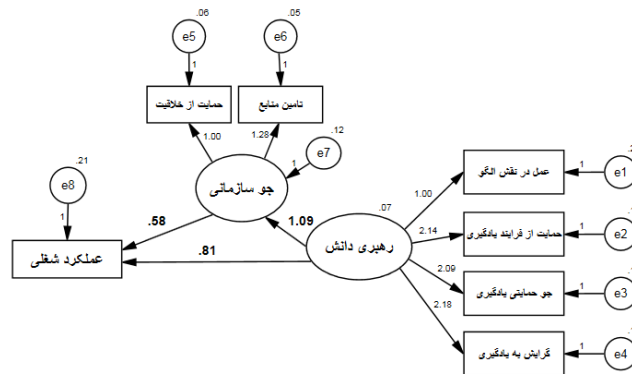 .06
.05
e5
e6
1
1
حمایت از خلاقیت
تامین منابع
.12
1.00
1.28
e7
1
.21
e8
1
جو سازمانی
.58
1.09
.07
رهبری دانش
عملکرد شغلی
.81
1.00
عمل در نقش الگو
1
e1
2.14
حمایت از فرایند یادگیری
1
e2
2.09
جو حمایتی یادگیری
1
e3
2.18
گرایش به یادگیری
1
e4